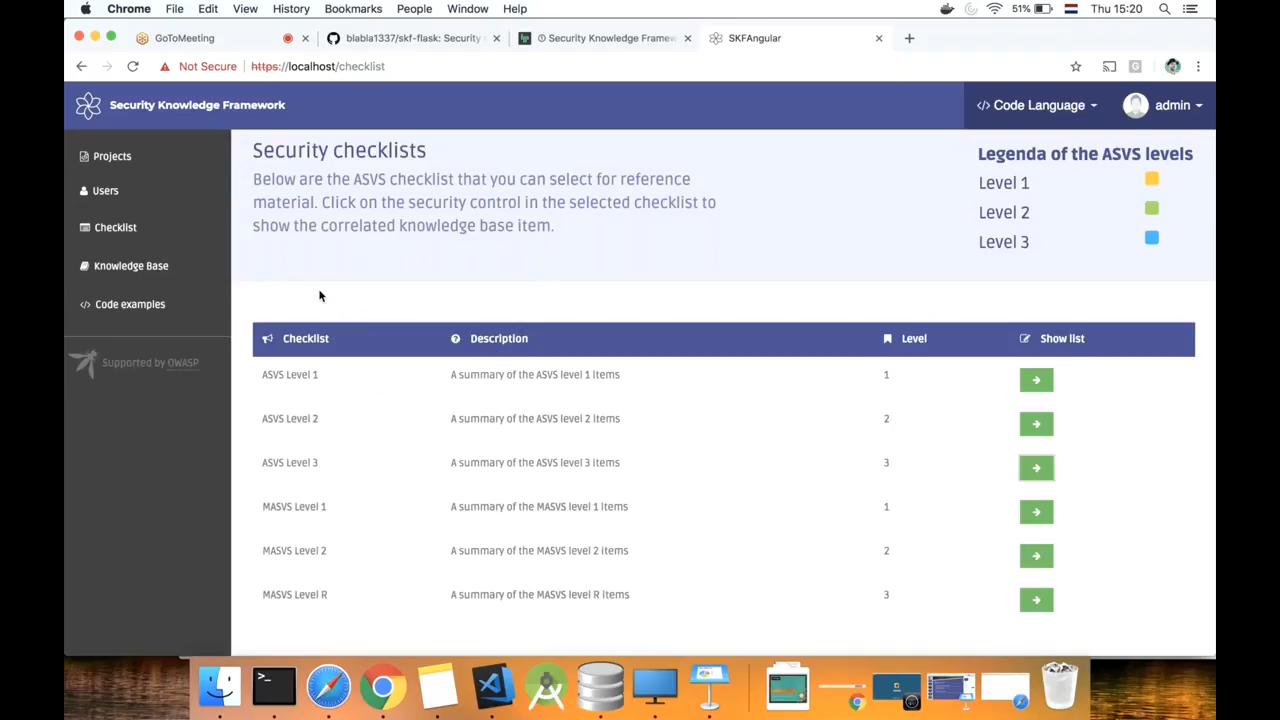 Chrome File Edit View History Bookmarks People Window Help 51% Thu 15:20
GoToMeeting
blabla1337/skf-flask: Security
Security Knowledge Framew
SKFAngular
Not Secure https://localhost/checklist
Security Knowledge Framework
</> Code Language
admin
Projects
Users
Checklist
Knowledge Base
</> Code examples
Supported by OWASP
Security checklists
Below are the ASVS checklist that you can select for reference
material. Click on the security control in the selected checklist to
show the correlated knowledge base item.
Legenda of the ASVS levels
Level 1
Level 2
Level 3
Checklist Description Level Show list
ASVS Level 1 A summary of the ASVS level 1 items 1
ASVS Level 2 A summary of the ASVS level 2 items 2
ASVS Level 3 A summary of the ASVS level 3 items 3
MASVS Level 1 A summary of the MASVS level 1 items 1
MASVS Level 2 A summary of the MASVS level 2 items 2
MASVS Level R A summary of the MASVS level R items 3